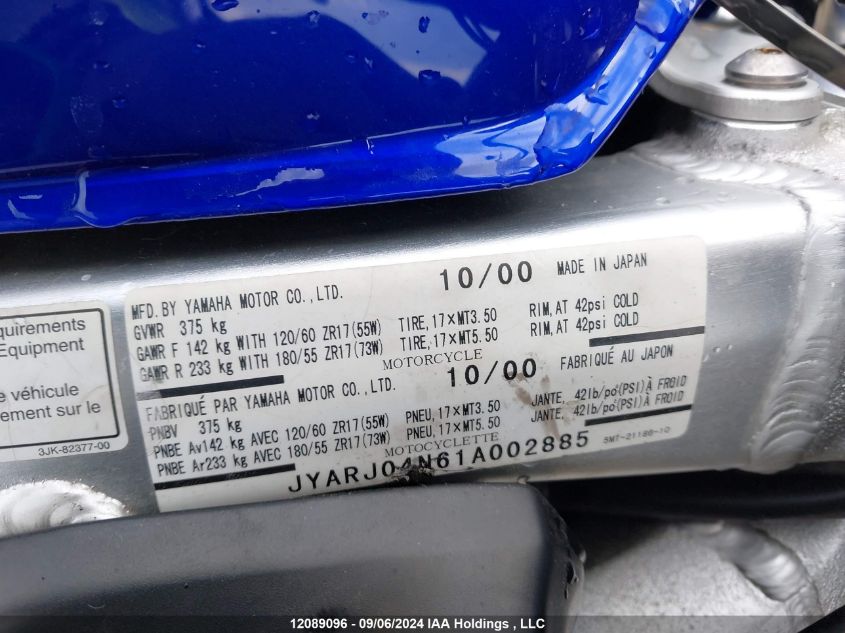 quirements
Equipment
e véhicule
ement sur le
3JK-82377-00
MFD. BY YAMAHA MOTOR CO., LTD. 10/00 MADE IN JAPAN
GVWR 375 kg
GAWR F 142 kg WITH 120/60 ZR17(55W) TIRE, 17×MT3.50 RIM, AT 42psi COLD
GAWR R 233 kg WITH 180/55 ZR17(73W) TIRE, 17×MT5.50 RIM, AT 42psi COLD
MOTORCYCLE
FABRIQUÉ PAR YAMAHA MOTOR CO., LTD. 10/00 FABRIQUÉ AU JAPON
PNBV 375 kg
PNBE Av142 kg AVEC 120/60 ZR17(55W) PNEU, 17×MT3.50 JANTE, 42lb/po²(PSI)À FROID
PNBE Ar233 kg AVEC 180/55 ZR17(73W) PNEU, 17×MT5.50 JANTE, 42lb/po²(PSI)À FROID
MOTOCYCLETTE
JYARJ04N61A002885 5MT-21186-10
12089096 - 09/06/2024 IAA Holdings , LLC